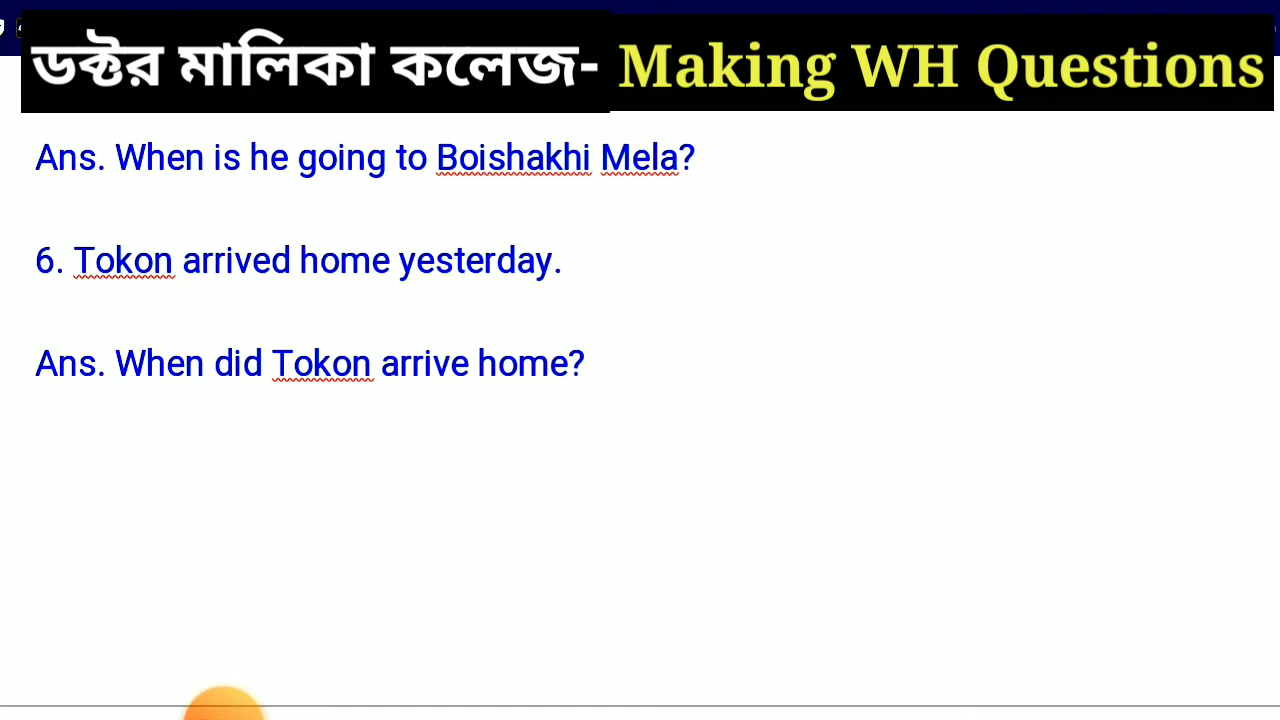 ডক্টর মালিকা কলেজ- Making WH Questions
Ans. When is he going to Boishakhi Mela?
6. Tokon arrived home yesterday.
Ans. When did Tokon arrive home?